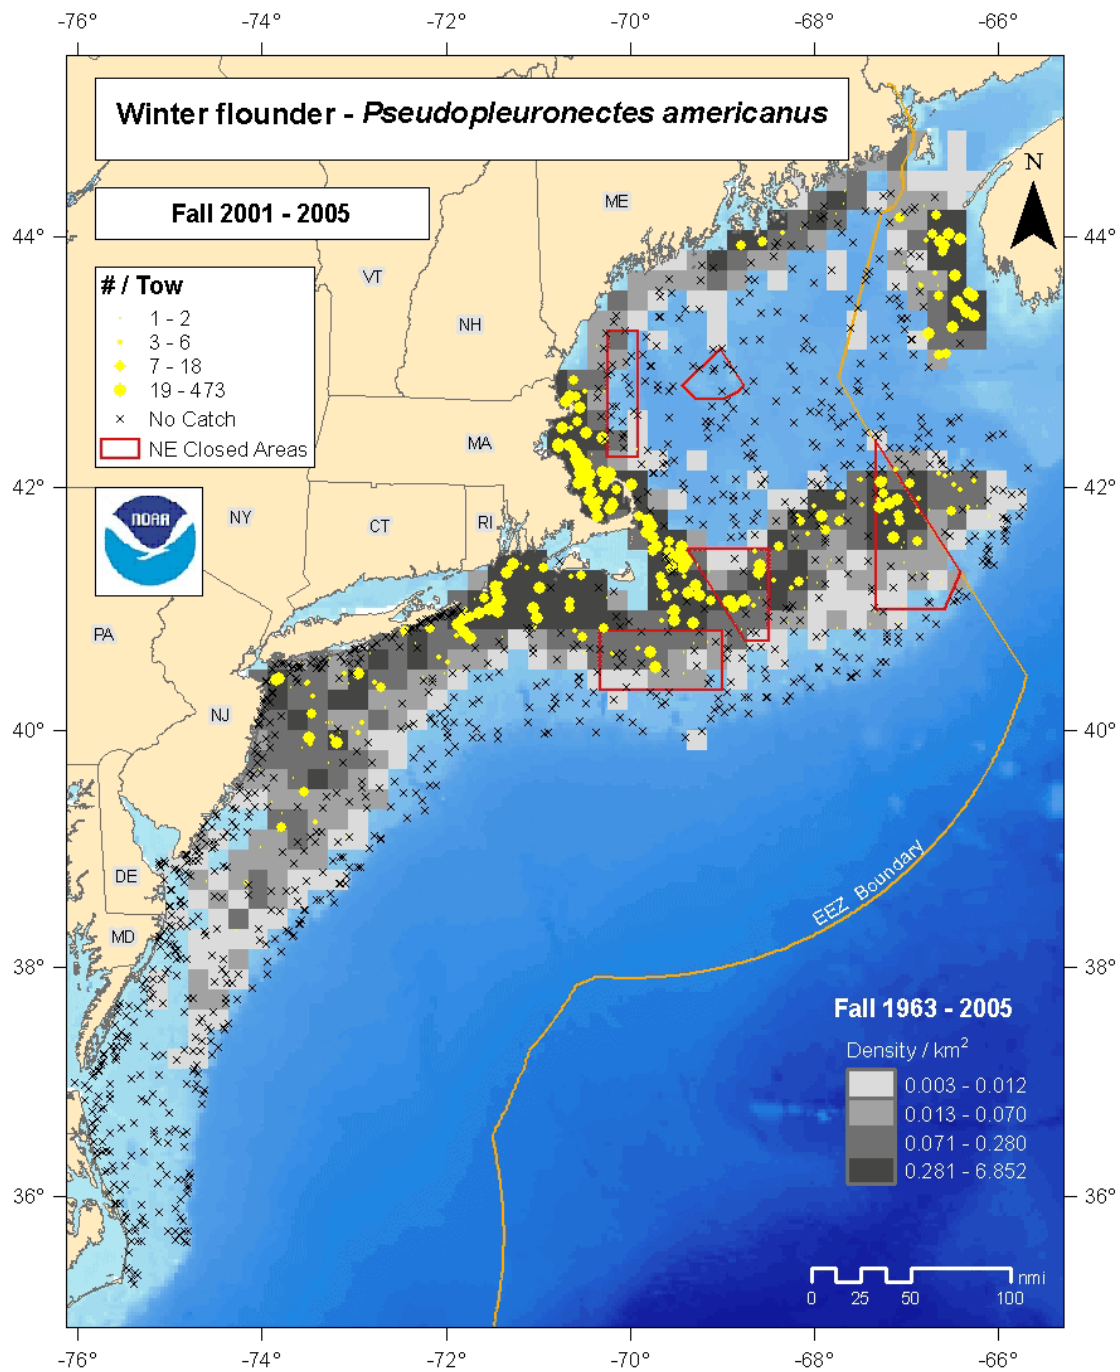 -76° -74° -72° -70° -68° -66°
Winter flounder - Pseudopleuronectes americanus
Fall 2001 - 2005
# / Tow
1 - 2
3 - 6
7 - 18
19 - 473
No Catch
NE Closed Areas
NOAA
N
ME
VT
NH
MA
NY
CT
RI
PA
NJ
DE
MD
44° 44°
42° 42°
40° 40°
38° 38°
36° 36°
EEZ Boundary
Fall 1963 - 2005
Density / km²
0.003 - 0.012
0.013 - 0.070
0.071 - 0.280
0.281 - 6.852
nmi
0 25 50 100
-76° -74° -72° -70° -68° -66°